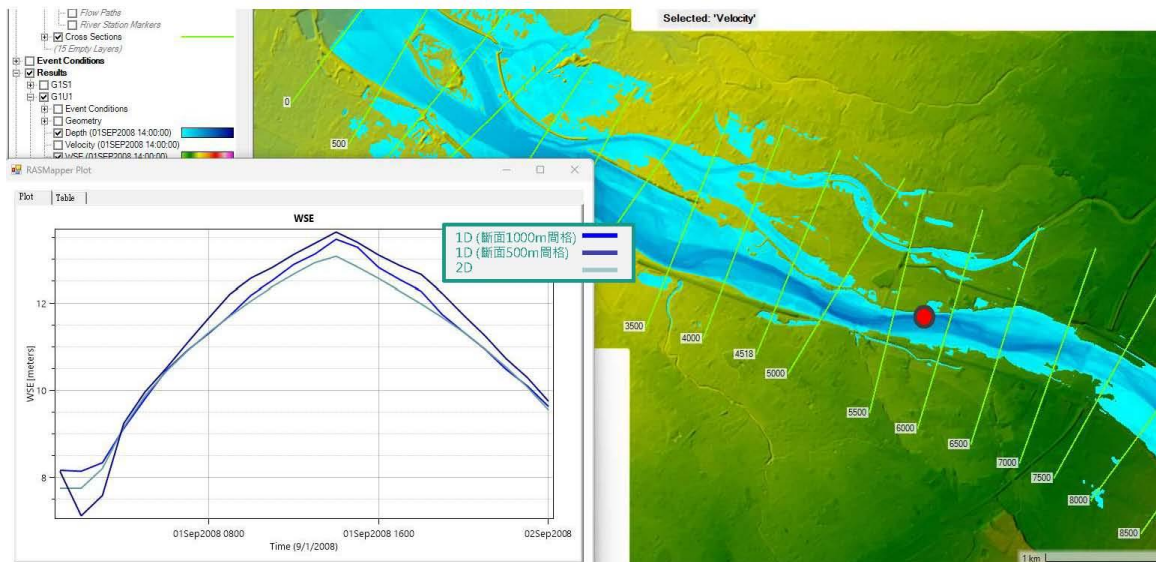 Flow Paths
River Station Markers
Cross Sections
(15 Empty Layers)
Event Conditions
Results
G1S1
G1U1
Event Conditions
Geometry
Depth (01SEP2008 14:00:00)
Velocity (01SEP2008 14:00:00)
WSE (01SEP2008 14:00:00)
Selected: 'Velocity'
0
500
3500
4000
4518
5000
5500
6000
6500
7000
7500
8000
8500
1 km
RASMapper Plot
Plot
Table
WSE
1D (斷面1000m間格)
1D (斷面500m間格)
2D
12
10
8
WSE [meters]
01Sep2008 0800
01Sep2008 1600
02Sep2008
Time (9/1/2008)